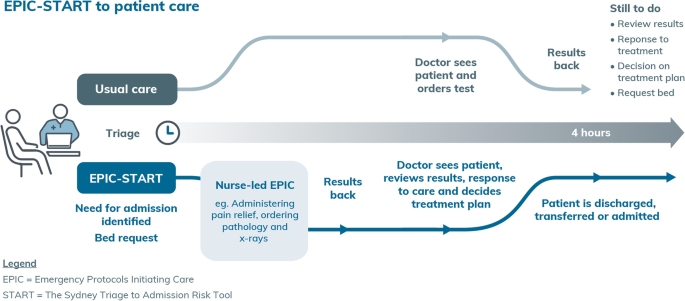 EPIC-START to patient care
Still to do
• Review results
• Reponse to
treatment
• Decision on
treatment plan
• Request bed
Doctor sees
patient and
orders test
Results
back
Usual care
Triage
4 hours
EPIC-START
Need for admission
identified
Bed request
Nurse-led EPIC
eg. Administering
pain relief, ordering
pathology and
x-rays
Results
back
Doctor sees patient,
reviews results, response
to care and decides
treatment plan
Patient is discharged,
transferred or admitted
Legend
EPIC = Emergency Protocols Initiating Care
START = The Sydney Triage to Admission Risk Tool